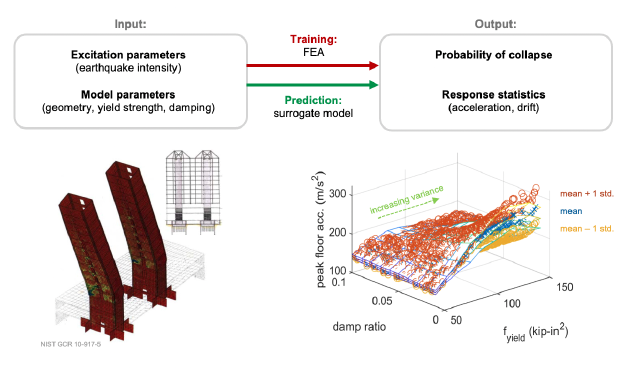 Input:
Output:
Excitation parameters
(earthquake intensity)
Model parameters
(geometry, yield strength, damping)
Training:
FEA
Prediction:
surrogate model
Probability of collapse
Response statistics
(acceleration, drift)
NIST GCR 10-917-5
peak floor acc. (m/s²)
300
200
100
0.1
0.05
0
damp ratio
50
100
150
f_yield (kip-in²)
increasing variance
mean + 1 std.
mean
mean − 1 std.